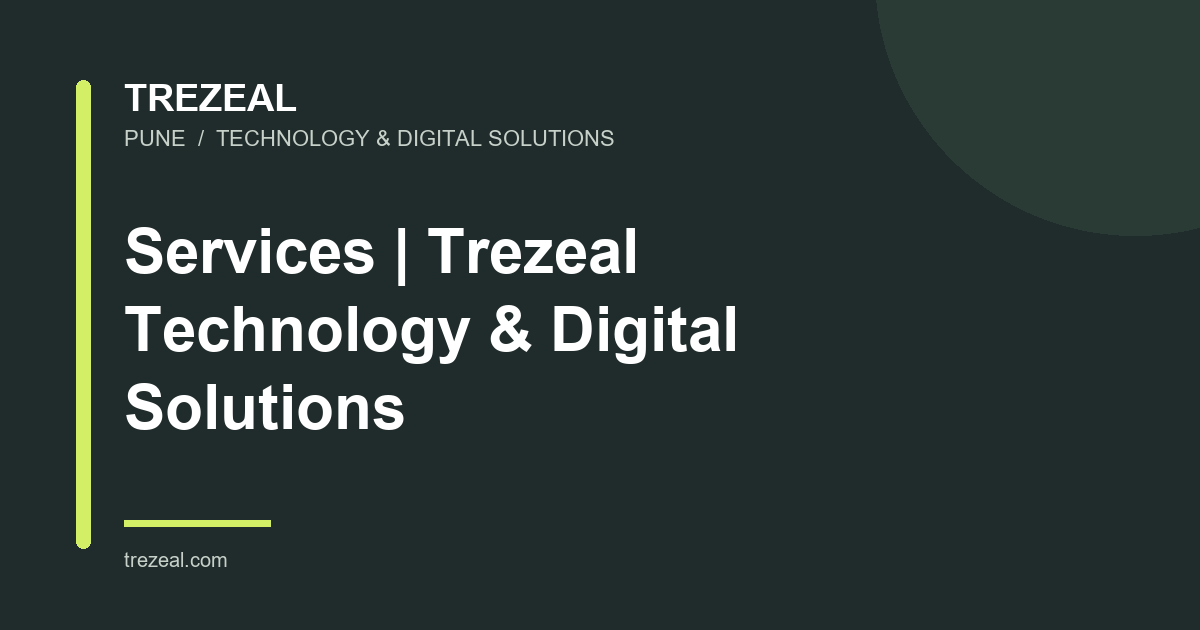 TREZEAL
PUNE / TECHNOLOGY & DIGITAL SOLUTIONS
Services | Trezeal
Technology & Digital
Solutions
trezeal.com